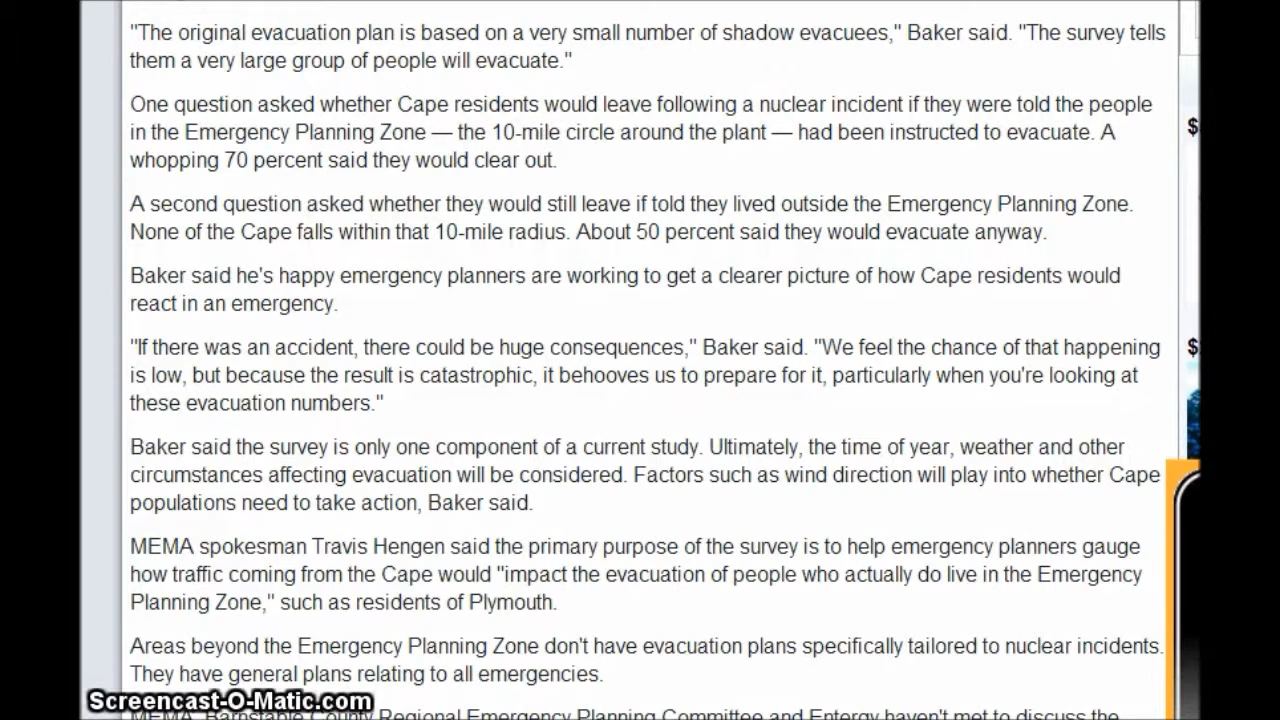 "The original evacuation plan is based on a very small number of shadow evacuees," Baker said. "The survey tells
them a very large group of people will evacuate."
One question asked whether Cape residents would leave following a nuclear incident if they were told the people
in the Emergency Planning Zone — the 10-mile circle around the plant — had been instructed to evacuate. A
whopping 70 percent said they would clear out.
A second question asked whether they would still leave if told they lived outside the Emergency Planning Zone.
None of the Cape falls within that 10-mile radius. About 50 percent said they would evacuate anyway.
Baker said he's happy emergency planners are working to get a clearer picture of how Cape residents would
react in an emergency.
"If there was an accident, there could be huge consequences," Baker said. "We feel the chance of that happening
is low, but because the result is catastrophic, it behooves us to prepare for it, particularly when you're looking at
these evacuation numbers."
Baker said the survey is only one component of a current study. Ultimately, the time of year, weather and other
circumstances affecting evacuation will be considered. Factors such as wind direction will play into whether Cape
populations need to take action, Baker said.
MEMA spokesman Travis Hengen said the primary purpose of the survey is to help emergency planners gauge
how traffic coming from the Cape would "impact the evacuation of people who actually do live in the Emergency
Planning Zone," such as residents of Plymouth.
Areas beyond the Emergency Planning Zone don't have evacuation plans specifically tailored to nuclear incidents.
They have general plans relating to all emergencies.
MEMA, Barnstable County Regional Emergency Planning Committee and Entergy haven't met to discuss the
$
$
Screencast-O-Matic.com